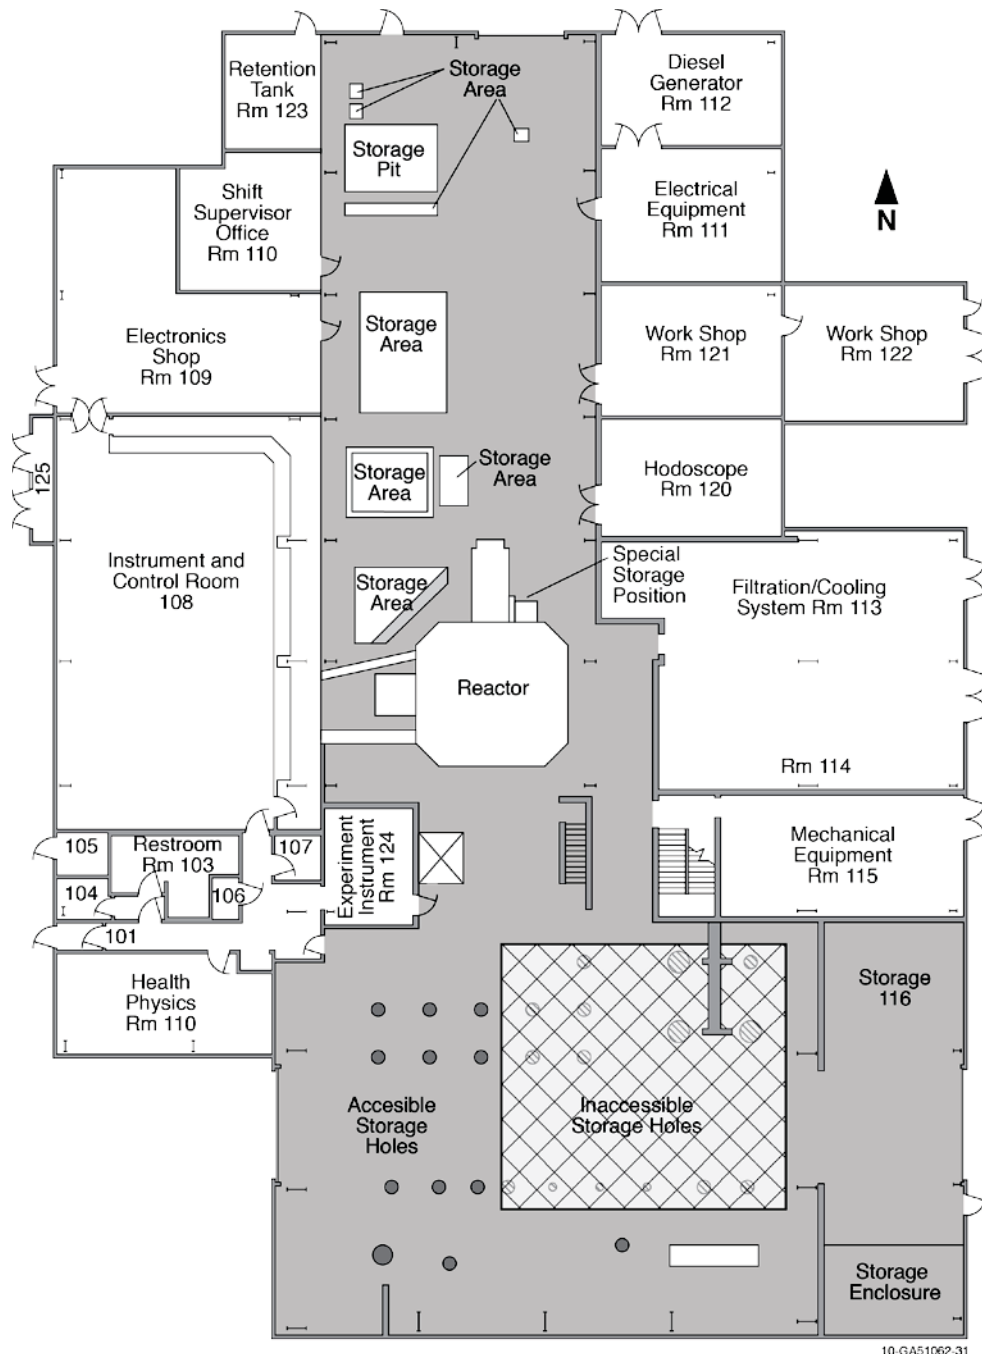 Retention
Tank
Rm 123
Storage
Area
Diesel
Generator
Rm 112
Storage
Pit
Shift
Supervisor
Office
Rm 110
Electrical
Equipment
Rm 111
N
Electronics
Shop
Rm 109
Storage
Area
Work Shop
Rm 121
Work Shop
Rm 122
125
Storage
Area
Storage
Area
Hodoscope
Rm 120
Instrument and
Control Room
108
Storage
Area
Special
Storage
Position
Filtration/Cooling
System Rm 113
Reactor
Rm 114
105
Restroom
Rm 103
107
104
106
Experiment
Instrument
Rm 124
Mechanical
Equipment
Rm 115
101
Health
Physics
Rm 110
Storage
116
Accesible
Storage
Holes
Inaccessible
Storage Holes
Storage
Enclosure
10-GA51062-31